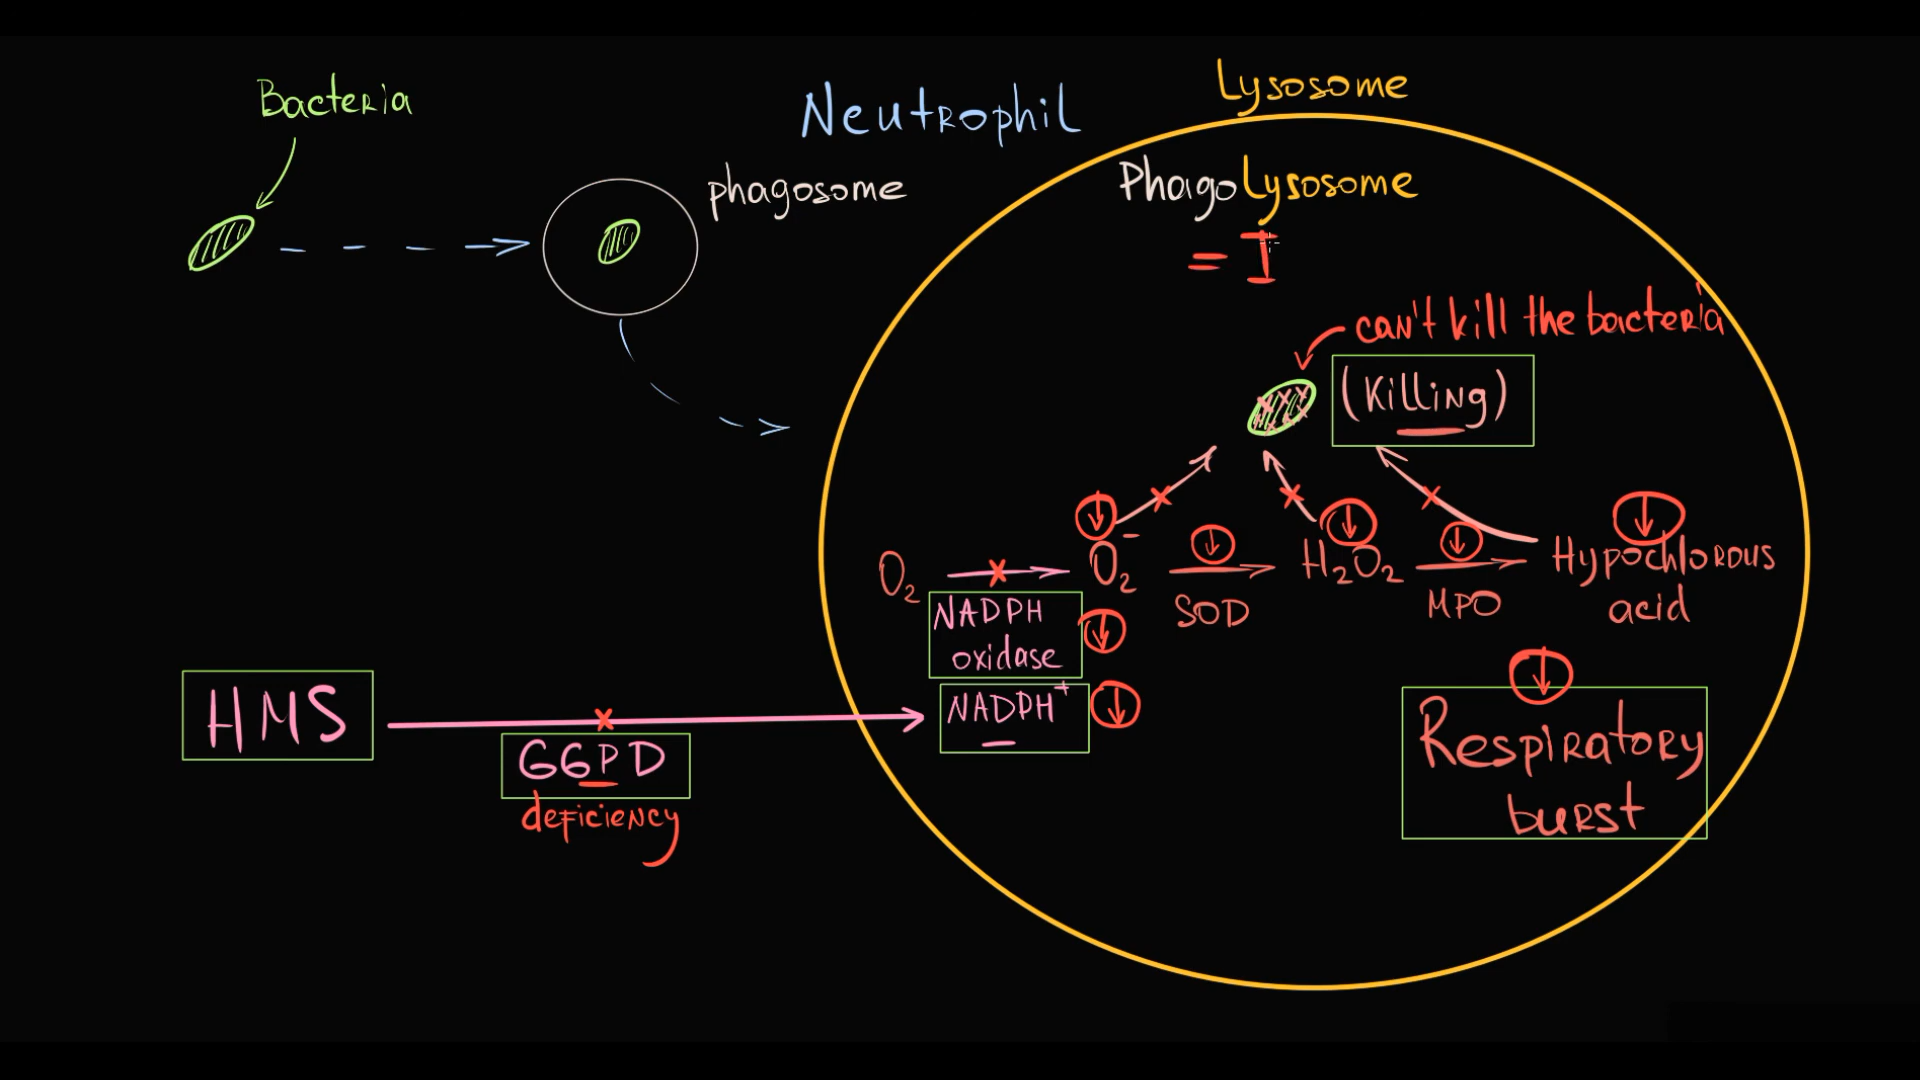 Bacteria
Neutrophil
Lysosome
phagosome
Phagolysosome
= I
can't kill the bacteria
(Killing)
O2
O2-
H2O2
Hypochlorous
acid
NADPH
oxidase
SOD
MPO
HMS
NADPH+
G6PD
deficiency
Respiratory
burst